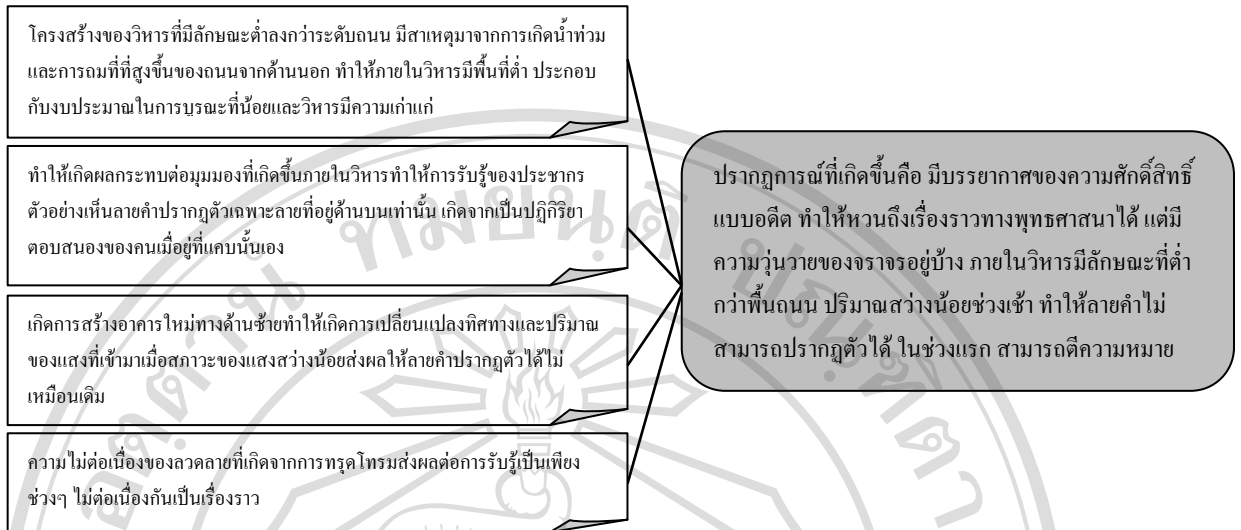 โครงสร้างของวิหารที่มีลักษณะต่ำลงกว่าระดับถนน มีสาเหตุมาจากการเกิดน้ำท่วม
และการถมที่ที่สูงขึ้นของถนนจากด้านนอก ทำให้ภายในวิหารมีพื้นที่ต่ำ ประกอบ
กับงบประมาณในการบูรณะที่น้อยและวิหารมีความเก่าแก่
ทำให้เกิดผลกระทบต่อมุมมองที่เกิดขึ้นภายในวิหารทำให้การรับรู้ของประชากร
ตัวอย่างเห็นลายคำปรากฏตัวเฉพาะลายที่อยู่ด้านบนเท่านั้น เกิดจากเป็นปฏิกิริยา
ตอบสนองของคนเมื่ออยู่ที่แคบนั้นเอง
เกิดการสร้างอาคารใหม่ทางด้านซ้ายทำให้เกิดการเปลี่ยนแปลงทิศทางและปริมาณ
ของแสงที่เข้ามาเมื่อสภาวะของแสงสว่างน้อยส่งผลให้ลายคำปรากฏตัวได้ไม่
เหมือนเดิม
ความไม่ต่อเนื่องของลวดลายที่เกิดจากการทรุดโทรมส่งผลต่อการรับรู้เป็นเพียง
ช่วงๆ ไม่ต่อเนื่องกันเป็นเรื่องราว
ปรากฏการณ์ที่เกิดขึ้นคือ มีบรรยากาศของความศักดิ์สิทธิ์
แบบอดีต ทำให้หวนถึงเรื่องราวทางพุทธศาสนาได้ แต่มี
ความวุ่นวายของจราจรอยู่บ้าง ภายในวิหารมีลักษณะที่ต่ำ
กว่าพื้นถนน ปริมาณสว่างน้อยช่วงเช้า ทำให้ลายคำไม่
สามารถปรากฏตัวได้ ในช่วงแรก สามารถตีความหมาย
อตฺตานํ ทมยนฺติ ปณฺฑิตา